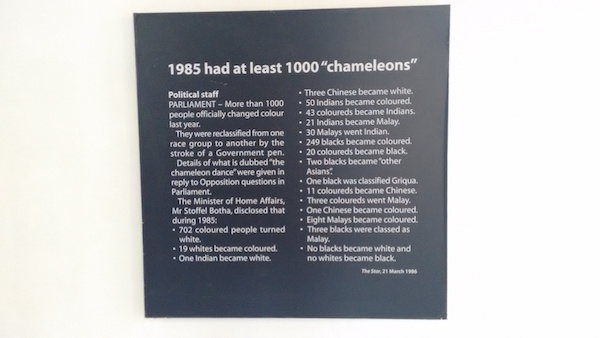 1985 had at least 1000 “chameleons”
Political staff
PARLIAMENT – More than 1000
people officially changed colour
last year.
They were reclassified from one
race group to another by the
stroke of a Government pen.
Details of what is dubbed “the
chameleon dance” were given in
reply to Opposition questions in
Parliament.
The Minister of Home Affairs,
Mr Stoffel Botha, disclosed that
during 1985:
• 702 coloured people turned
white.
• 19 whites became coloured.
• One Indian became white.
• Three Chinese became white.
• 50 Indians became coloured.
• 43 coloureds became Indians.
• 21 Indians became Malay.
• 30 Malays went Indian.
• 249 blacks became coloured.
• 20 coloureds became black.
• Two blacks became “other
Asians”.
• One black was classified Griqua.
• 11 coloureds became Chinese.
• Three coloureds went Malay.
• One Chinese became coloured.
• Eight Malays became coloured.
• Three blacks were classed as
Malay.
• No blacks became white and
no whites became black.
The Star, 21 March 1986